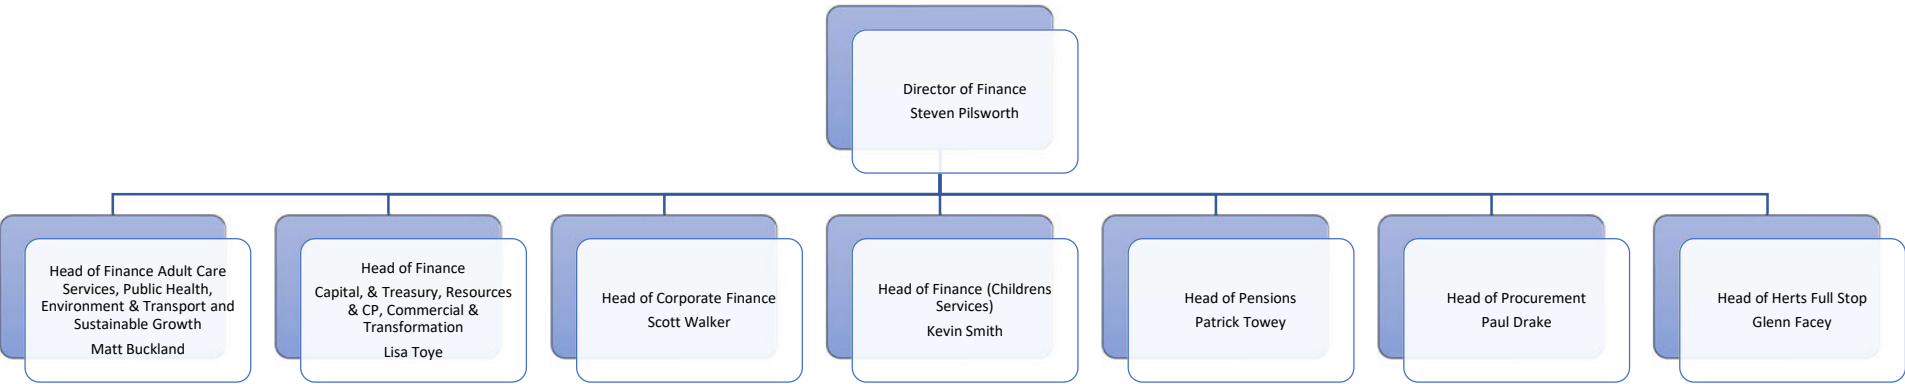 Director of Finance
Steven Pilsworth
Head of Finance Adult Care
Services, Public Health,
Environment & Transport and
Sustainable Growth
Matt Buckland
Head of Finance
Capital, & Treasury, Resources
& CP, Commercial &
Transformation
Lisa Toye
Head of Corporate Finance
Scott Walker
Head of Finance (Childrens
Services)
Kevin Smith
Head of Pensions
Patrick Towey
Head of Procurement
Paul Drake
Head of Herts Full Stop
Glenn Facey